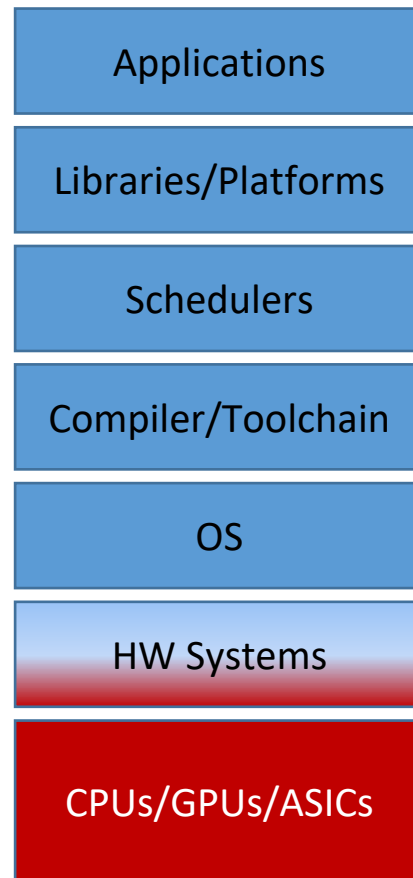 Applications
Libraries/Platforms
Schedulers
Compiler/Toolchain
OS
HW Systems
CPUs/GPUs/ASICs